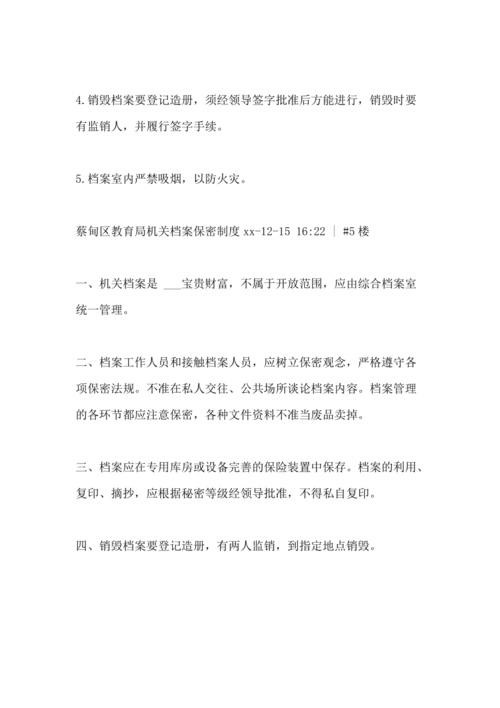 4.销毁档案要登记造册，须经领导签字批准后方能进行，销毁时要
有监销人，并履行签字手续。
5.档案室内严禁吸烟，以防火灾。
蔡甸区教育局机关档案保密制度xx-12-15 16:22 | #5楼
一、机关档案是 ___宝贵财富，不属于开放范围，应由综合档案室
统一管理。
二、档案工作人员和接触档案人员，应树立保密观念，严格遵守各
项保密法规。不准在私人交往、公共场所谈论档案内容。档案管理
的各环节都应注意保密，各种文件资料不准当废品卖掉。
三、档案应在专用库房或设备完善的保险装置中保存。档案的利用、
复印、摘抄，应根据秘密等级经领导批准，不得私自复印。
四、销毁档案要登记造册，有两人监销，到指定地点销毁。